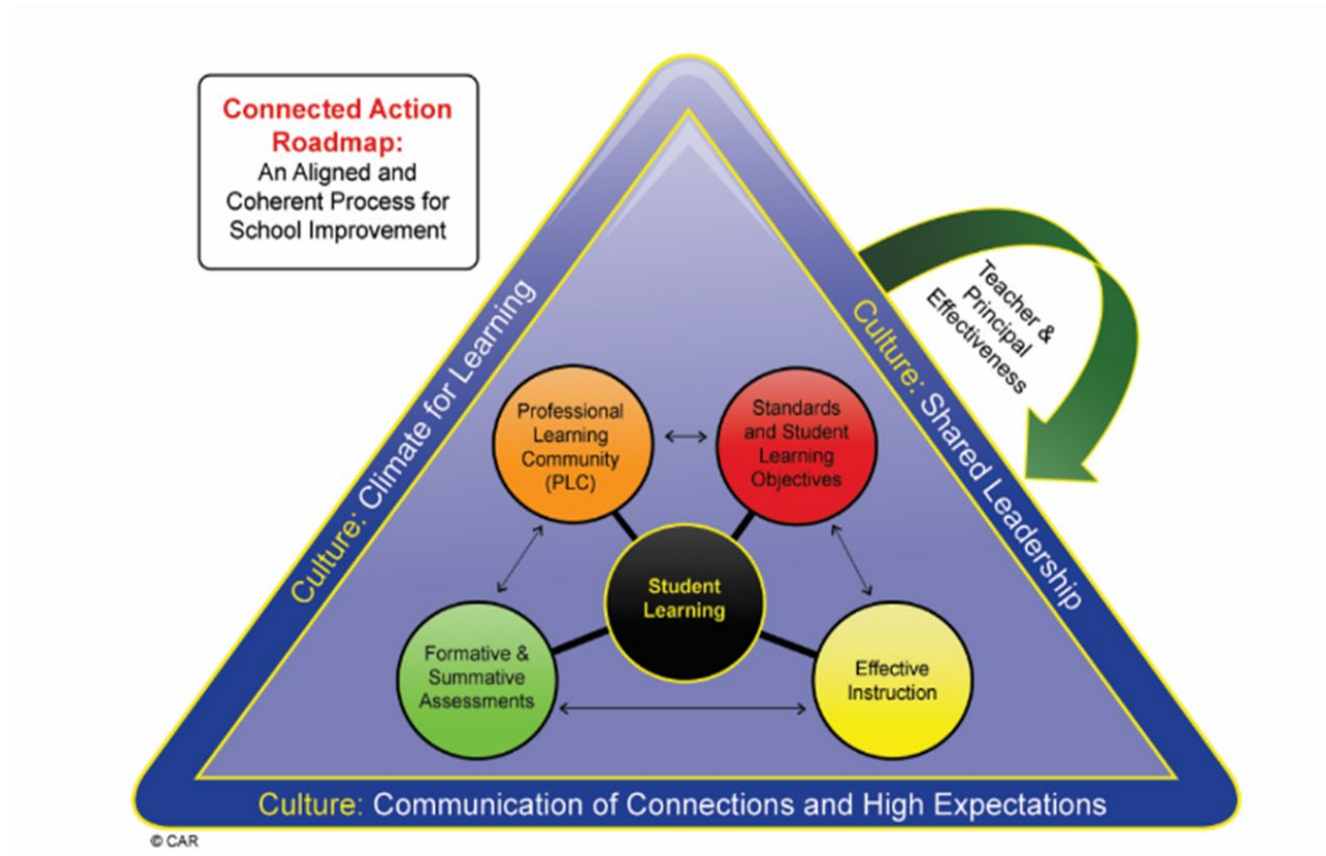 Connected Action
Roadmap:
An Aligned and
Coherent Process for
School Improvement
Culture: Climate for Learning
Culture: Shared Leadership
Teacher &
Principal
Effectiveness
Professional
Learning
Community
(PLC)
Standards
and Student
Learning
Objectives
Student
Learning
Formative &
Summative
Assessments
Effective
Instruction
Culture: Communication of Connections and High Expectations
© CAR